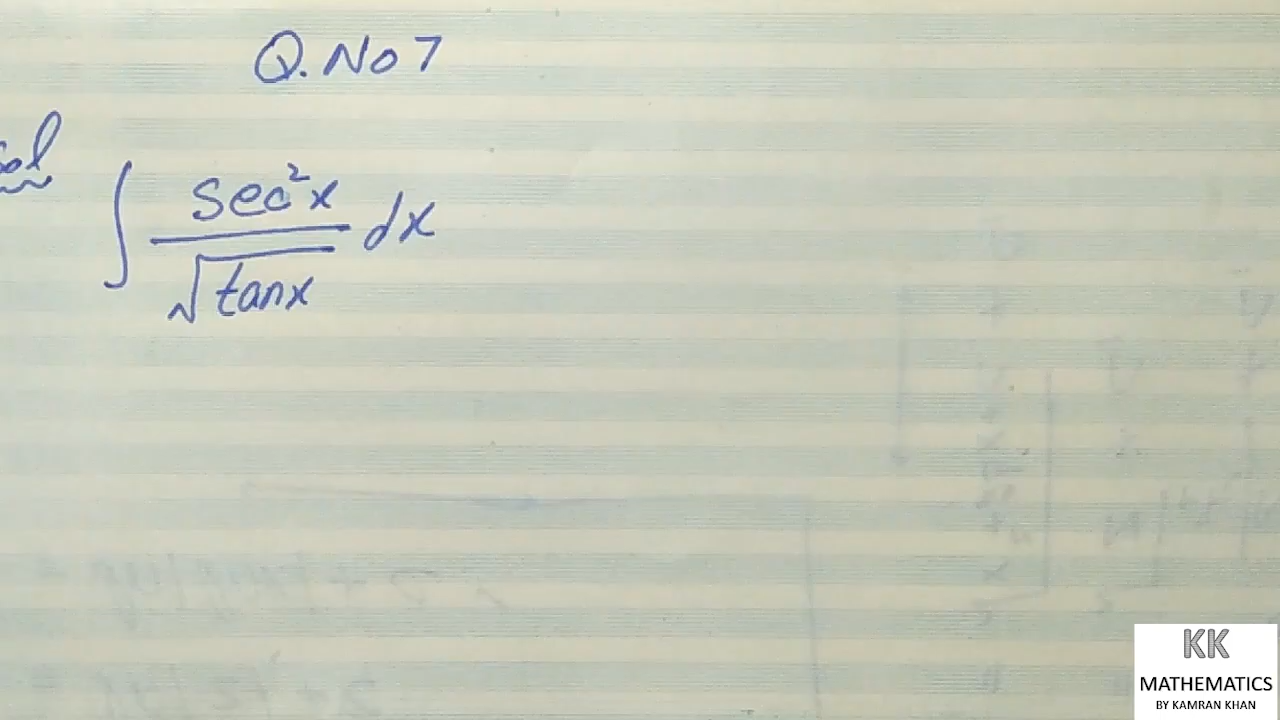 Q. No 7
Sol
∫ sec²x / √tanx dx
KK
MATHEMATICS
BY KAMRAN KHAN